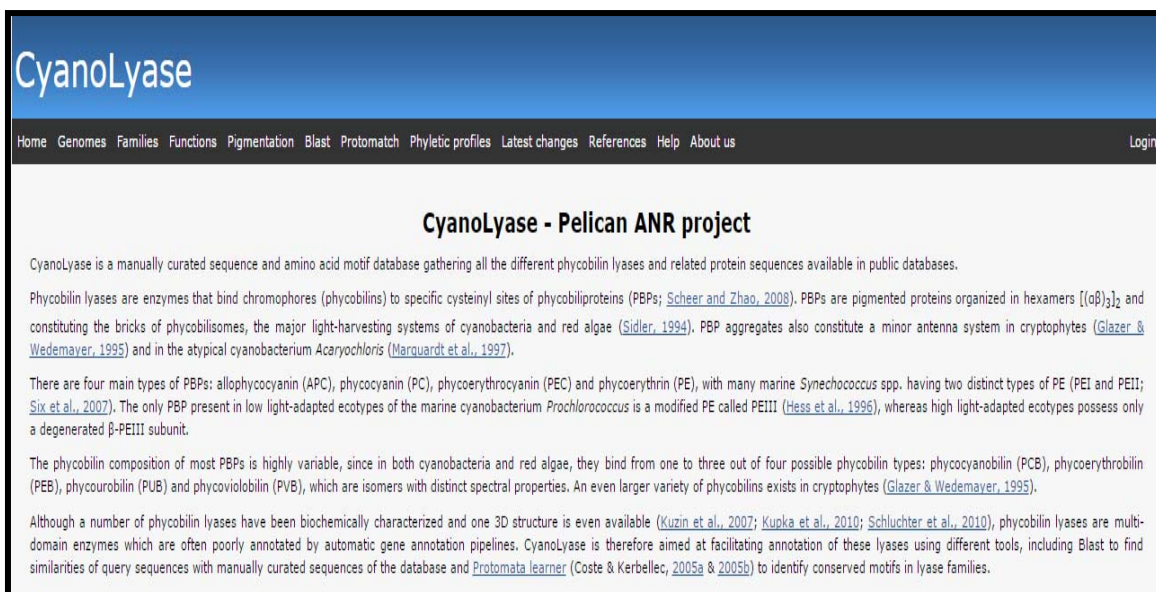 CyanoLyase
Home Genomes Families Functions Pigmentation Blast Protomatch Phyletic profiles Latest changes References Help About us Login
CyanoLyase - Pelican ANR project
CyanoLyase is a manually curated sequence and amino acid motif database gathering all the different phycobilin lyases and related protein sequences available in public databases.
Phycobilin lyases are enzymes that bind chromophores (phycobilins) to specific cysteinyl sites of phycobiliproteins (PBPs; Scheer and Zhao, 2008). PBPs are pigmented proteins organized in hexamers [(αβ)₃]₂ and
constituting the bricks of phycobilisomes, the major light-harvesting systems of cyanobacteria and red algae (Sidler, 1994). PBP aggregates also constitute a minor antenna system in cryptophytes (Glazer &
Wedemayer, 1995) and in the atypical cyanobacterium Acaryochloris (Marquardt et al., 1997).
There are four main types of PBPs: allophycocyanin (APC), phycocyanin (PC), phycoerythrocyanin (PEC) and phycoerythrin (PE), with many marine Synechococcus spp. having two distinct types of PE (PEI and PEII;
Six et al., 2007). The only PBP present in low light-adapted ecotypes of the marine cyanobacterium Prochlorococcus is a modified PE called PEIII (Hess et al., 1996), whereas high light-adapted ecotypes possess only
a degenerated β-PEIII subunit.
The phycobilin composition of most PBPs is highly variable, since in both cyanobacteria and red algae, they bind from one to three out of four possible phycobilin types: phycocyanobilin (PCB), phycoerythrobilin
(PEB), phycourobilin (PUB) and phycoviolobilin (PVB), which are isomers with distinct spectral properties. An even larger variety of phycobilins exists in cryptophytes (Glazer & Wedemayer, 1995).
Although a number of phycobilin lyases have been biochemically characterized and one 3D structure is even available (Kuzin et al., 2007; Kupka et al., 2010; Schluchter et al., 2010), phycobilin lyases are multi-
domain enzymes which are often poorly annotated by automatic gene annotation pipelines. CyanoLyase is therefore aimed at facilitating annotation of these lyases using different tools, including Blast to find
similarities of query sequences with manually curated sequences of the database and Protomata learner (Coste & Kerbellec, 2005a & 2005b) to identify conserved motifs in lyase families.